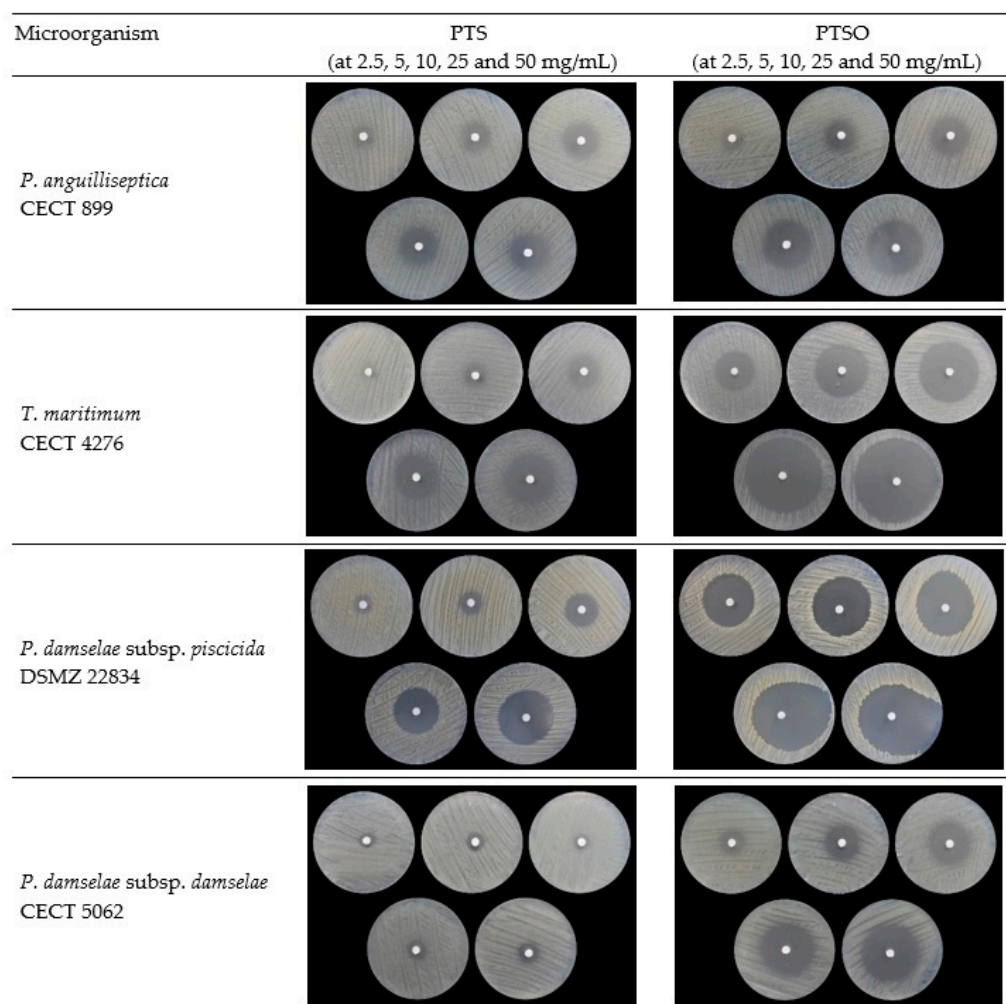 Microorganism
PTS
(at 2.5, 5, 10, 25 and 50 mg/mL)
PTSO
(at 2.5, 5, 10, 25 and 50 mg/mL)
P. anguilliseptica
CECT 899
T. maritimum
CECT 4276
P. damselae subsp. piscicida
DSMZ 22834
P. damselae subsp. damselae
CECT 5062